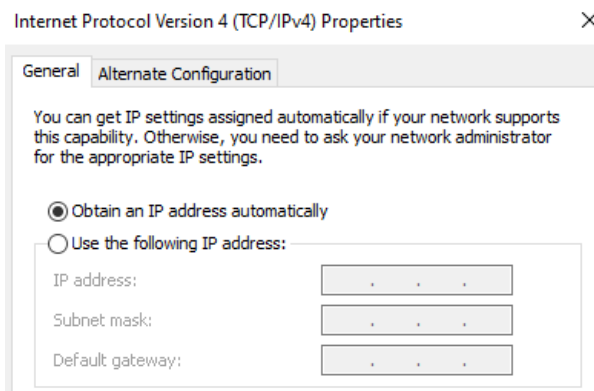 Internet Protocol Version 4 (TCP/IPv4) Properties
General
Alternate Configuration
You can get IP settings assigned automatically if your network supports
this capability. Otherwise, you need to ask your network administrator
for the appropriate IP settings.
Obtain an IP address automatically
Use the following IP address:
IP address:
Subnet mask:
Default gateway: